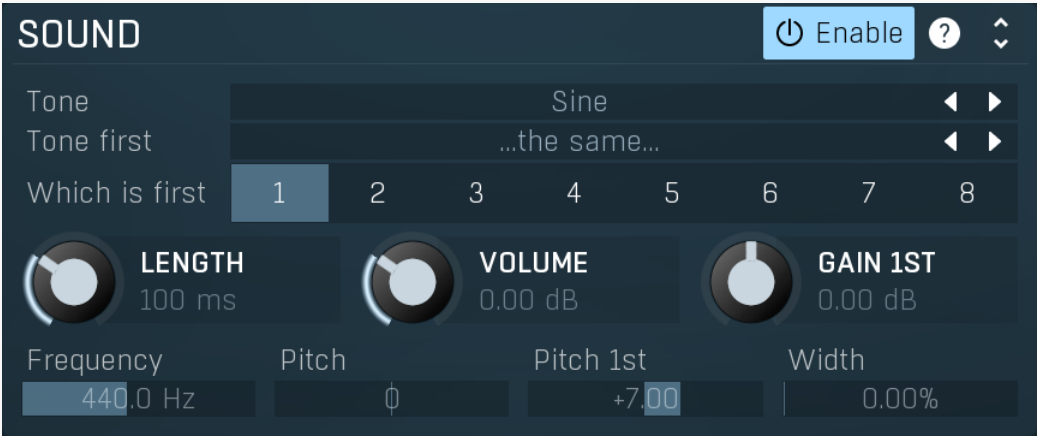 SOUND Enable ?
Tone Sine
Tone first ...the same...
Which is first 1 2 3 4 5 6 7 8
LENGTH VOLUME GAIN 1ST
100 ms 0.00 dB 0.00 dB
Frequency Pitch Pitch 1st Width
440.0 Hz 0 +7.00 0.00%